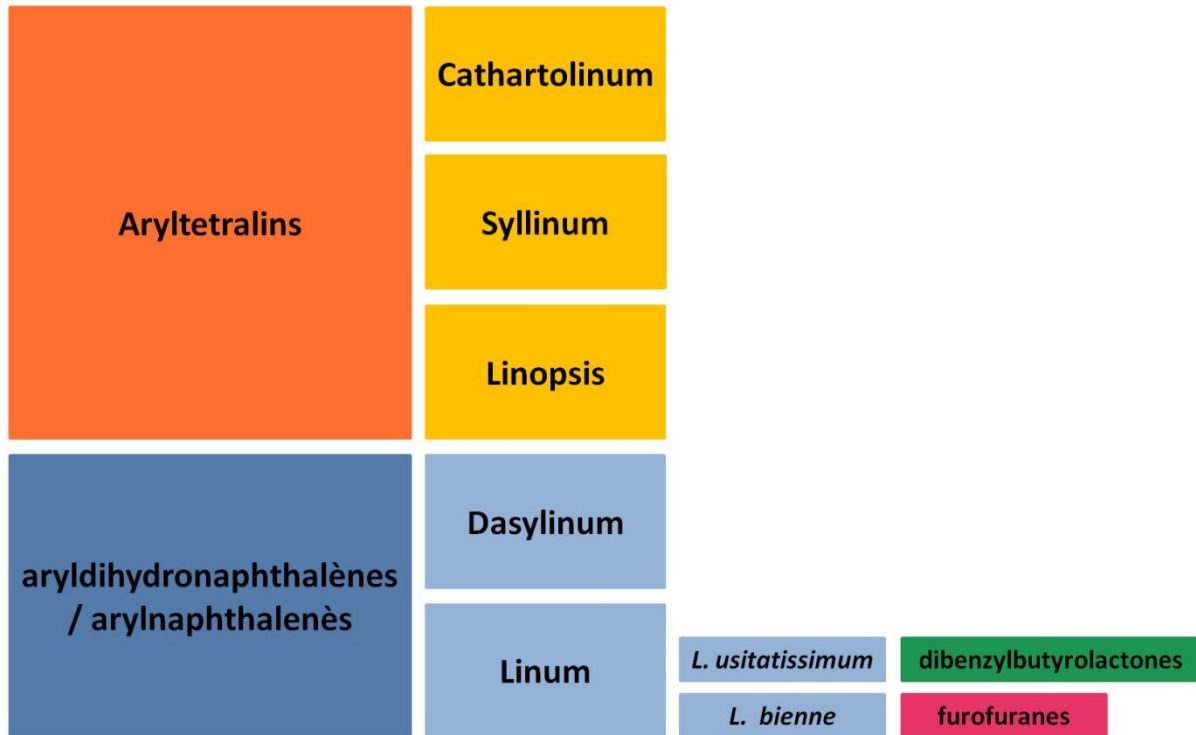 Aryltetralins
Cathartolinum
Syllinum
Linopsis
aryldihydronaphthalènes
/ arylnaphthalenès
Dasylinum
Linum
L. usitatissimum
dibenzylbutyrolactones
L. bienne
furofuranes